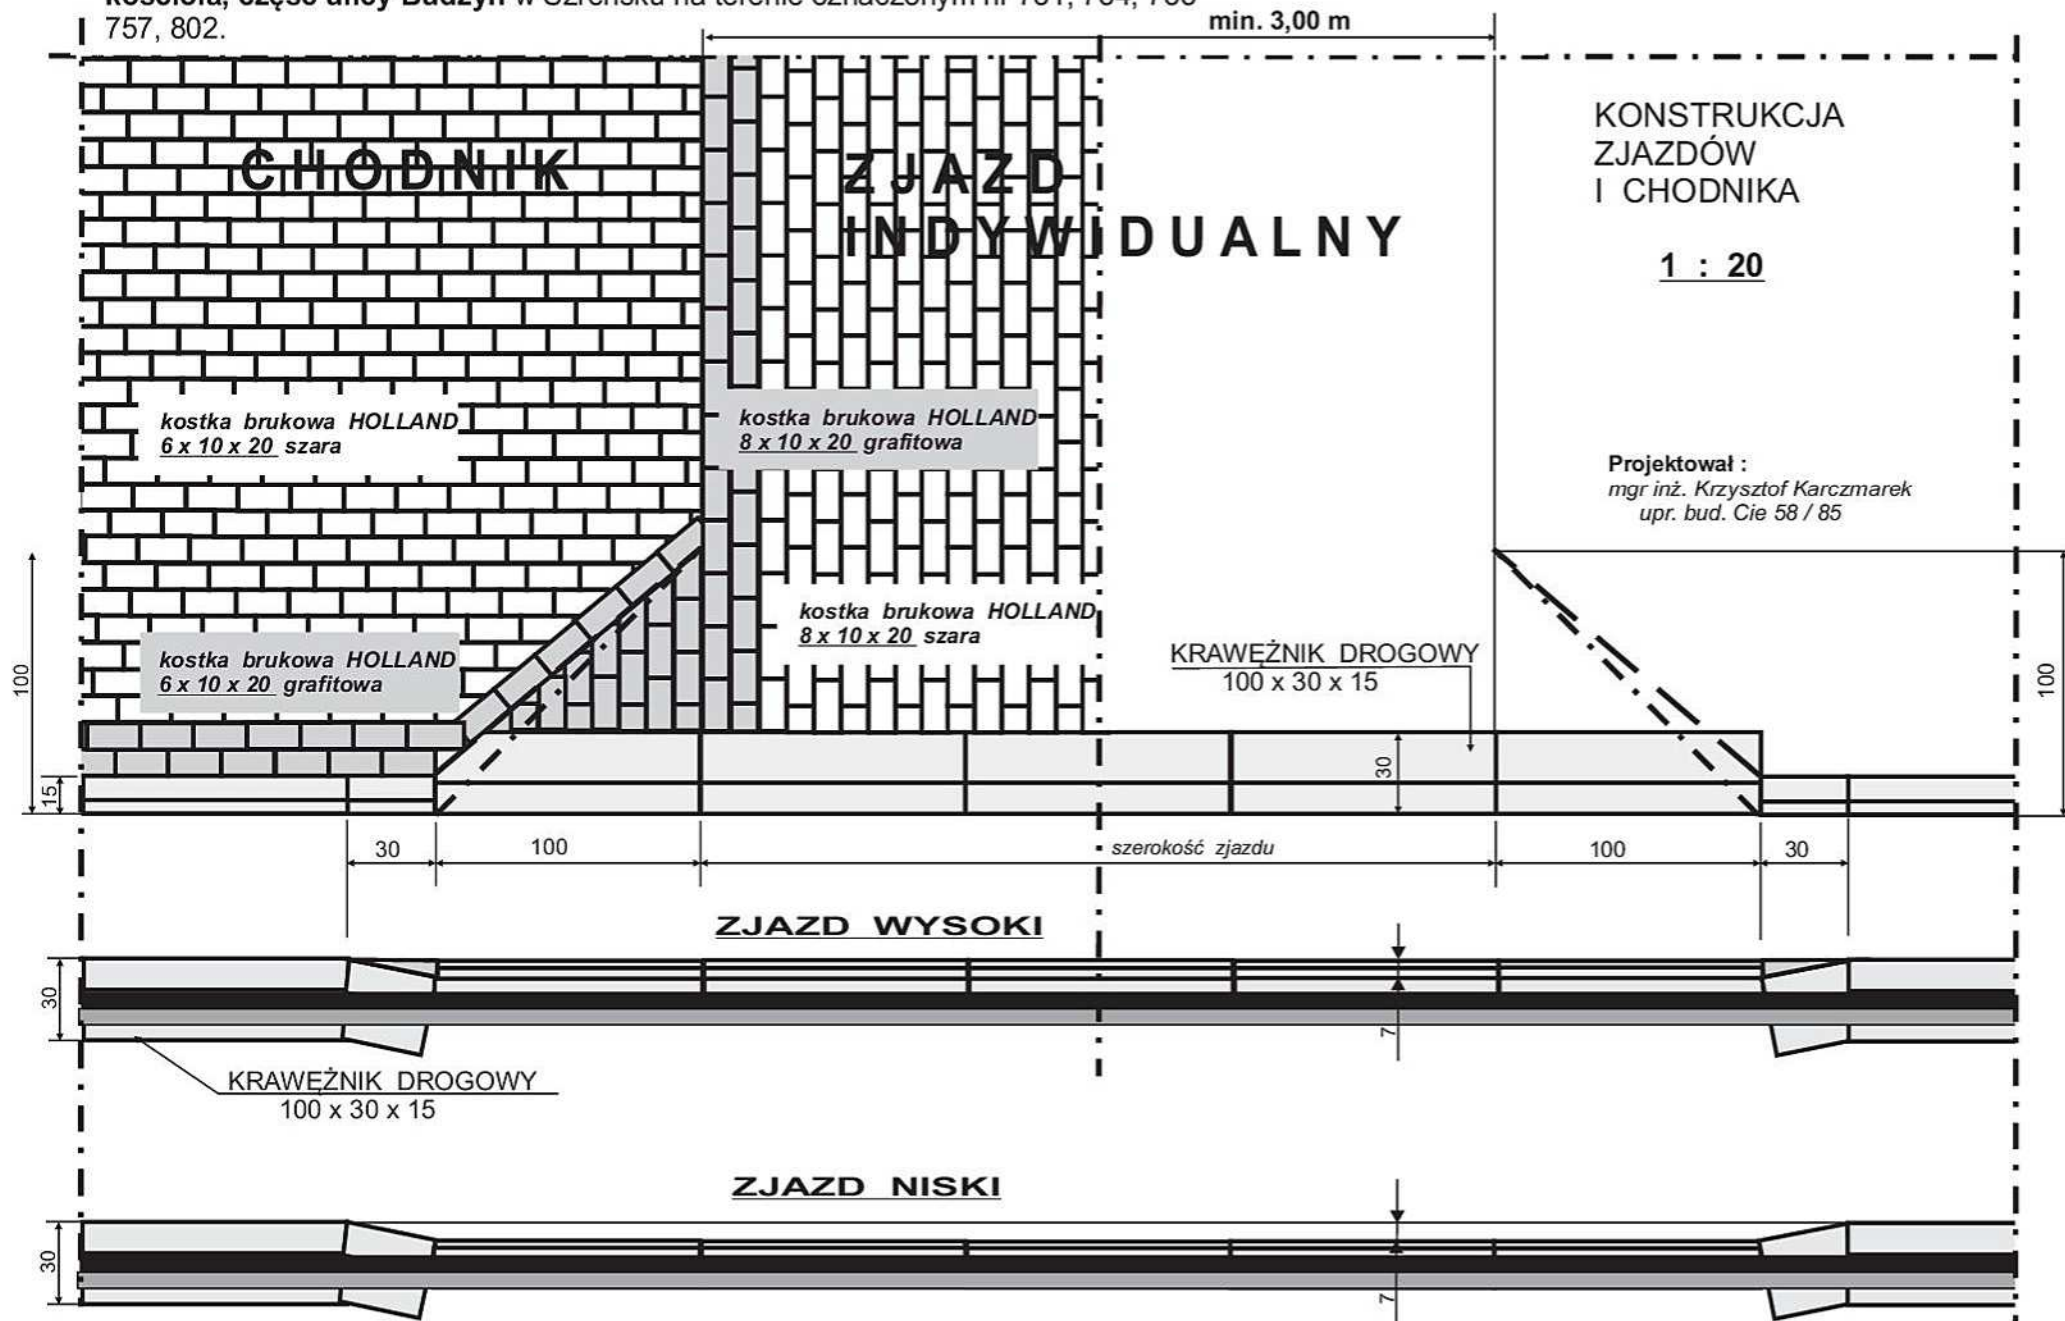 757, 802.
min. 3,00 m
CHODNIK
ZJAZD
INDYWIDUALNY
KONSTRUKCJA
ZJAZDÓW
I CHODNIKA
1 : 20
kostka brukowa HOLLAND
6 x 10 x 20 szara
kostka brukowa HOLLAND
8 x 10 x 20 grafitowa
Projektował :
mgr inż. Krzysztof Karczmarek
upr. bud. Cie 58 / 85
kostka brukowa HOLLAND
8 x 10 x 20 szara
kostka brukowa HOLLAND
6 x 10 x 20 grafitowa
KRAWĘŻNIK DROGOWY
100 x 30 x 15
100
100
15
30
30
100
szerokość zjazdu
100
30
ZJAZD WYSOKI
30
7
KRAWĘŻNIK DROGOWY
100 x 30 x 15
ZJAZD NISKI
30
7